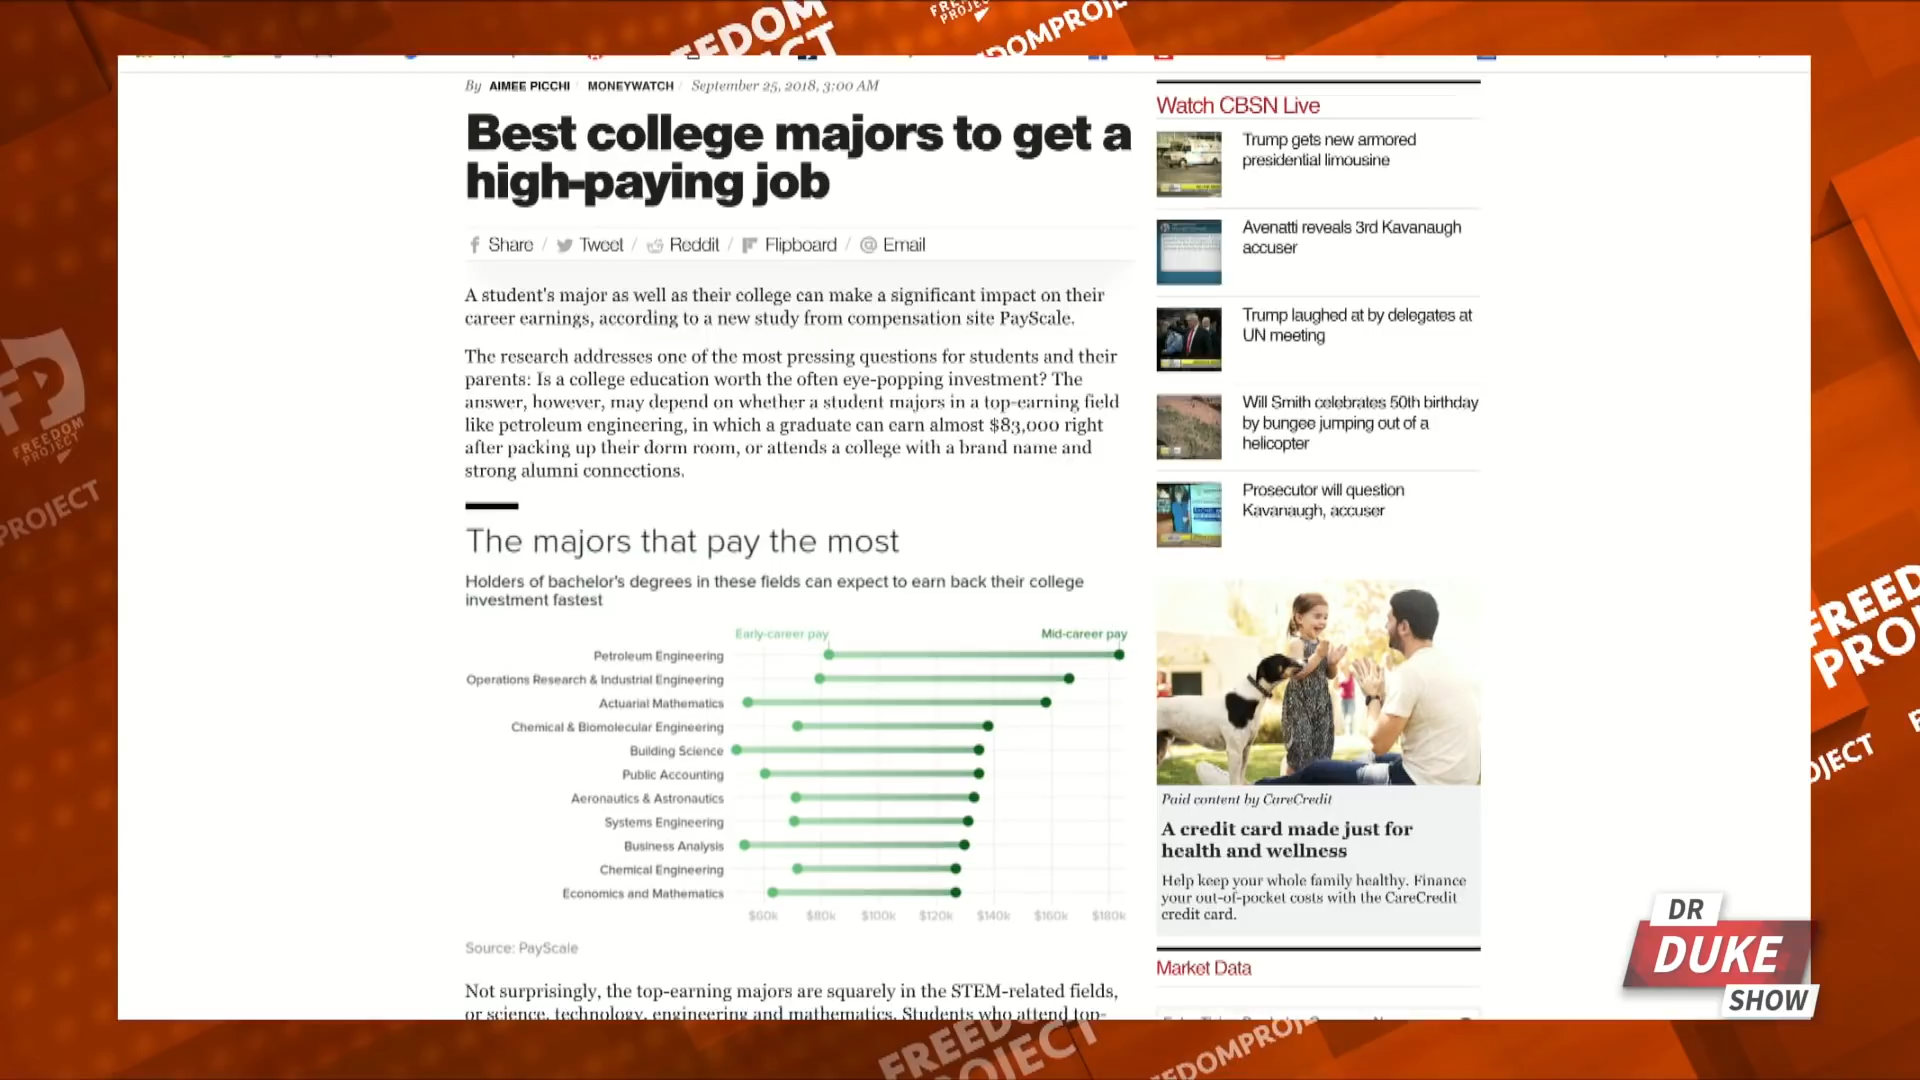 FREEDOM
PROJECT
FREEDOMPROJECT
By AIMEE PICCHI / MONEYWATCH / September 25, 2018, 3:00 AM
Best college majors to get a
high-paying job
Share / Tweet / Reddit / Flipboard / Email
A student's major as well as their college can make a significant impact on their
career earnings, according to a new study from compensation site PayScale.
The research addresses one of the most pressing questions for students and their
parents: Is a college education worth the often eye-popping investment? The
answer, however, may depend on whether a student majors in a top-earning field
like petroleum engineering, in which a graduate can earn almost $83,000 right
after packing up their dorm room, or attends a college with a brand name and
strong alumni connections.
The majors that pay the most
Holders of bachelor's degrees in these fields can expect to earn back their college
investment fastest
Early-career pay Mid-career pay
Petroleum Engineering
Operations Research & Industrial Engineering
Actuarial Mathematics
Chemical & Biomolecular Engineering
Building Science
Public Accounting
Aeronautics & Astronautics
Systems Engineering
Business Analysis
Chemical Engineering
Economics and Mathematics
$60k $80k $100k $120k $140k $160k $180k
Source: PayScale
Not surprisingly, the top-earning majors are squarely in the STEM-related fields,
or science, technology, engineering and mathematics. Students who attend top-
Watch CBSN Live
Trump gets new armored
presidential limousine
Avenatti reveals 3rd Kavanaugh
accuser
Trump laughed at by delegates at
UN meeting
Will Smith celebrates 50th birthday
by bungee jumping out of a
helicopter
Prosecutor will question
Kavanaugh, accuser
Paid content by CareCredit
A credit card made just for
health and wellness
Help keep your whole family healthy. Finance
your out-of-pocket costs with the CareCredit
credit card.
Market Data
DR
DUKE
SHOW